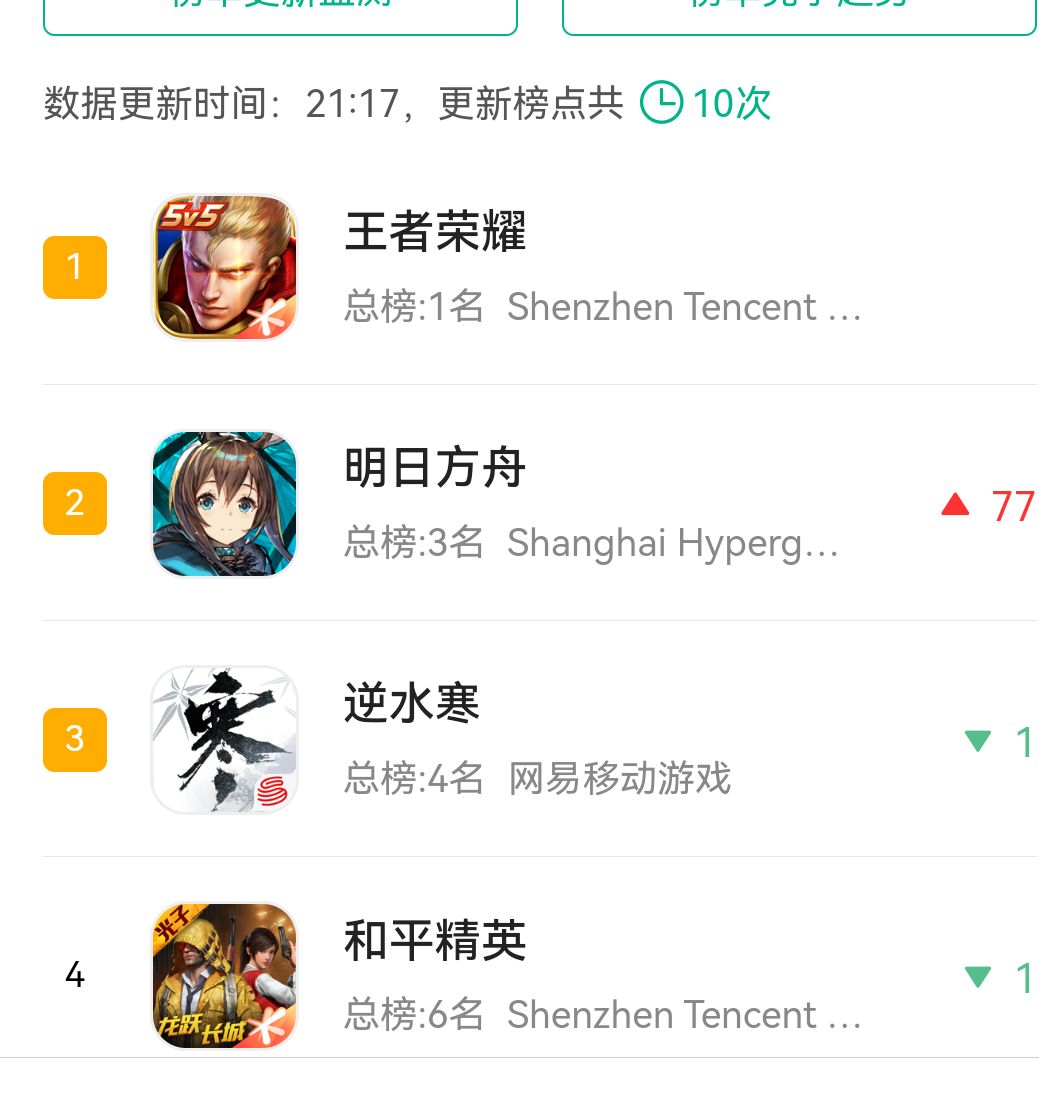 数据更新时间：21:17，更新榜点共 10次
1
5v5
王者荣耀
总榜:1名 Shenzhen Tencent ...
2
明日方舟
总榜:3名 Shanghai Hyperg...
77
3
寒
逆水寒
总榜:4名 网易移动游戏
1
4
光子
龙跃长城
和平精英
总榜:6名 Shenzhen Tencent ...
1